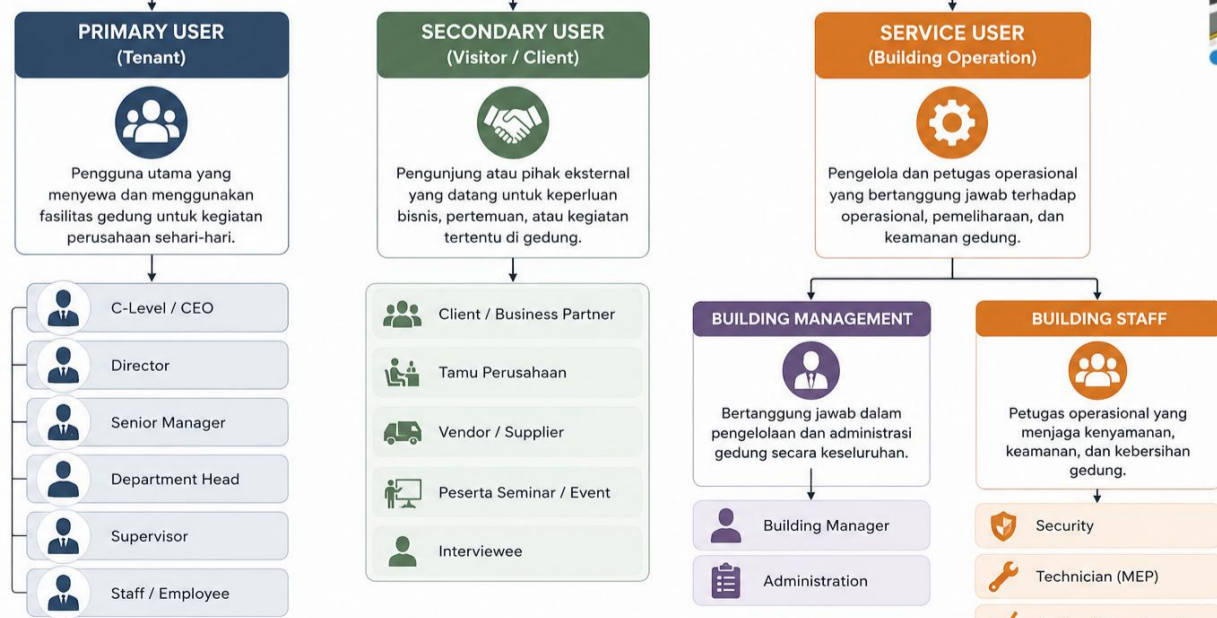 PRIMARY USER
(Tenant)
Pengguna utama yang
menyewa dan menggunakan
fasilitas gedung untuk kegiatan
perusahaan sehari-hari.
C-Level / CEO
Director
Senior Manager
Department Head
Supervisor
Staff / Employee
SECONDARY USER
(Visitor / Client)
Pengunjung atau pihak eksternal
yang datang untuk keperluan
bisnis, pertemuan, atau kegiatan
tertentu di gedung.
Client / Business Partner
Tamu Perusahaan
Vendor / Supplier
Peserta Seminar / Event
Interviewee
SERVICE USER
(Building Operation)
Pengelola dan petugas operasional
yang bertanggung jawab terhadap
operasional, pemeliharaan, dan
keamanan gedung.
BUILDING MANAGEMENT
Bertanggung jawab dalam
pengelolaan dan administrasi
gedung secara keseluruhan.
Building Manager
Administration
BUILDING STAFF
Petugas operasional yang
menjaga kenyamanan,
keamanan, dan kebersihan
gedung.
Security
Technician (MEP)